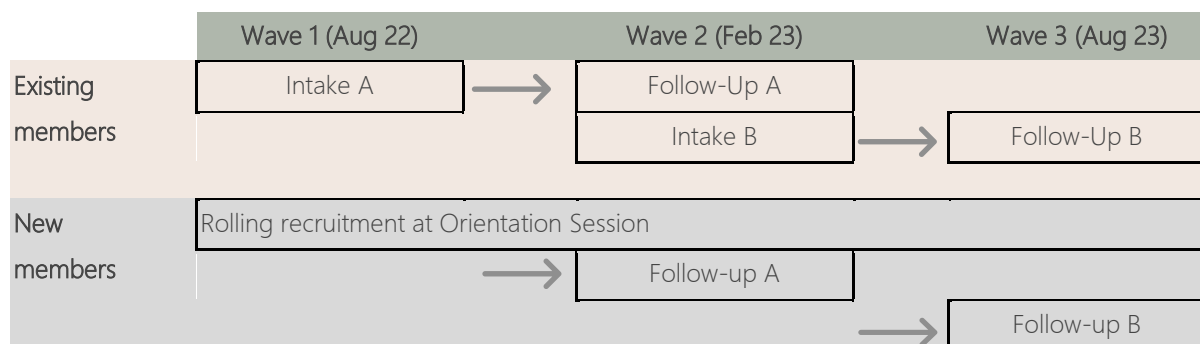 Wave 1 (Aug 22) Wave 2 (Feb 23) Wave 3 (Aug 23)
Existing members
Intake A Follow-Up A
Intake B Follow-Up B
New members
Rolling recruitment at Orientation Session
Follow-up A
Follow-up B